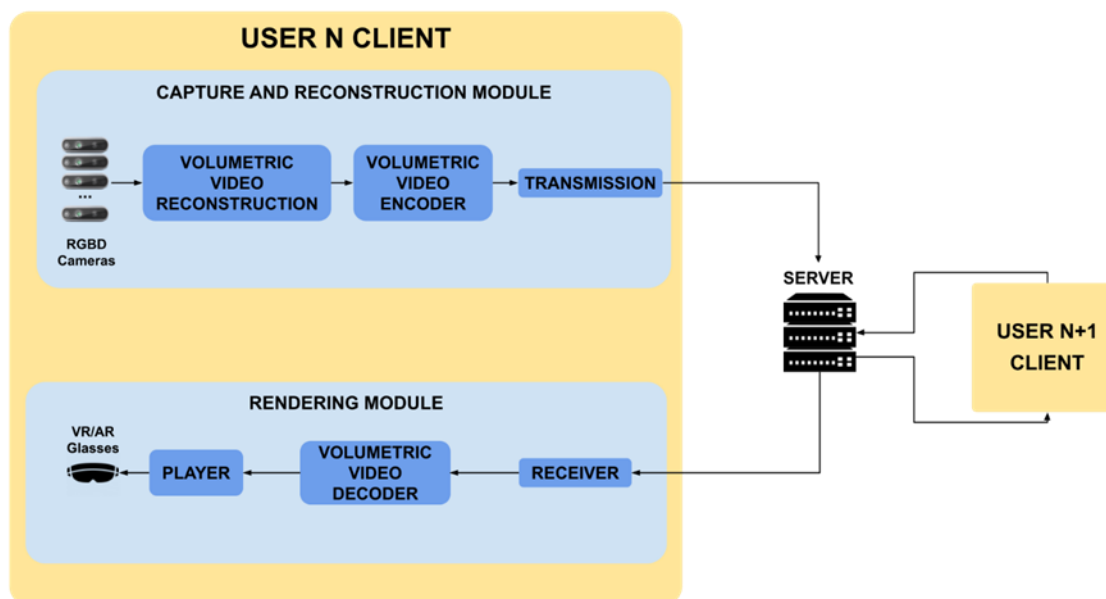 USER N CLIENT
CAPTURE AND RECONSTRUCTION MODULE
VOLUMETRIC
VIDEO
RECONSTRUCTION
VOLUMETRIC
VIDEO
ENCODER
TRANSMISSION
...
RGBD
Cameras
SERVER
USER N+1
CLIENT
RENDERING MODULE
VR/AR
Glasses
PLAYER
VOLUMETRIC
VIDEO
DECODER
RECEIVER